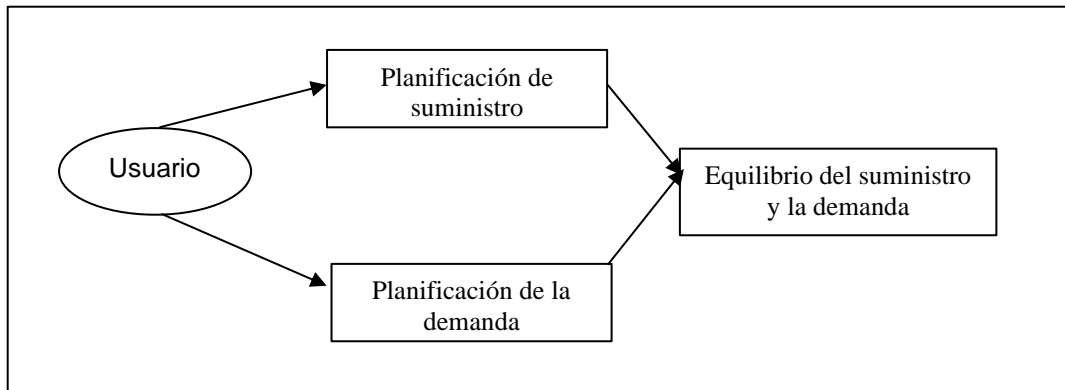 Planificación de
suministro
Usuario
Equilibrio del suministro
y la demanda
Planificación de la
demanda